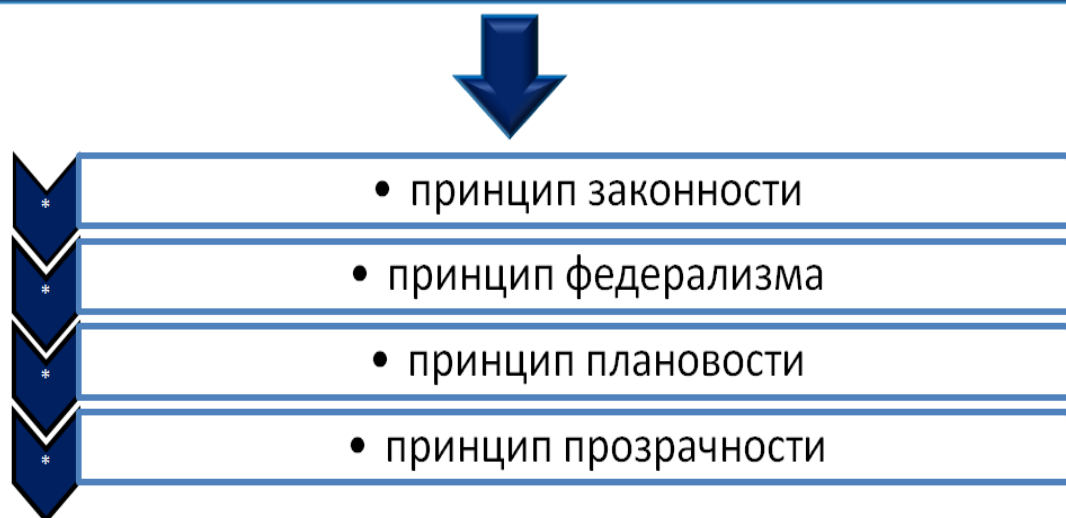 * • принцип законности
* • принцип федерализма
* • принцип плановости
* • принцип прозрачности